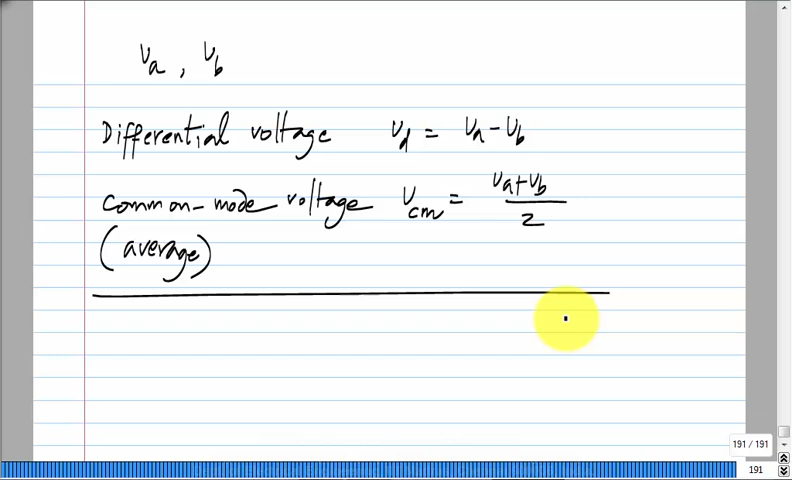 Va , Vb
Differential voltage Vd = Va - Vb
Common-mode voltage Vcm = Va+Vb / 2
(average)
191 / 191
191